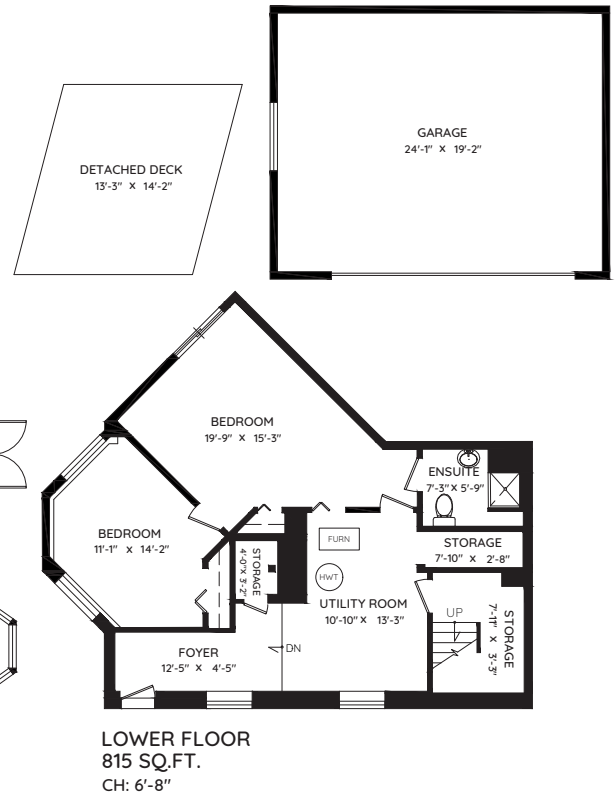 GARAGE
24'-1" x 19'-2"
DETACHED DECK
13'-3" x 14'-2"
BEDROOM
19'-9" x 15'-3"
ENSUITE
7'-3" x 5'-9"
BEDROOM
11'-1" x 14'-2"
FURN
STORAGE
7'-10" x 2'-8"
STORAGE
4'-0" x 3'-2"
HWT
UTILITY ROOM
10'-10" x 13'-3"
UP
STORAGE
7'-11" x 3'-3"
FOYER
12'-5" x 4'-5"
DN
LOWER FLOOR
815 SQ.FT.
CH: 6'-8"